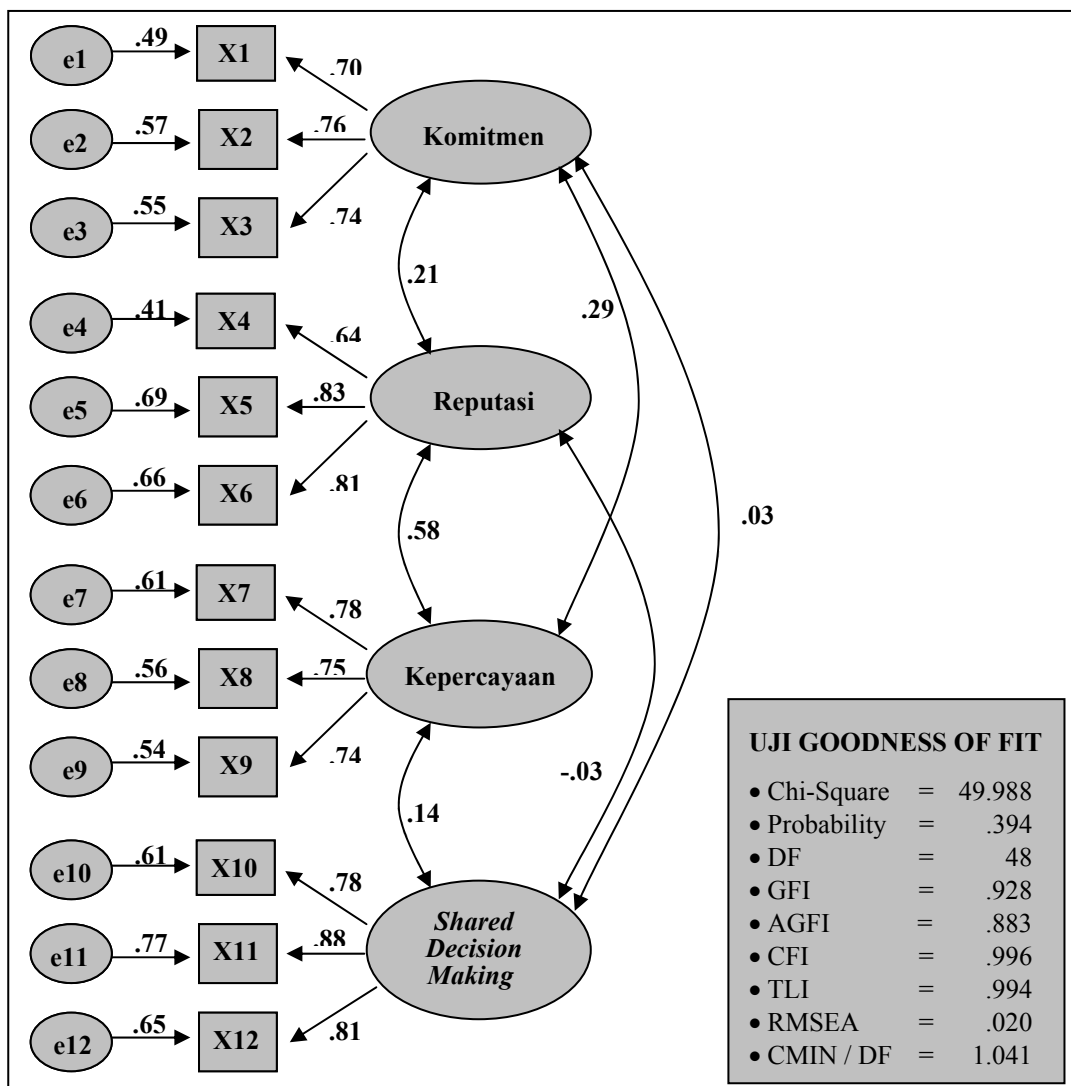 e1 .49 X1
.70
e2 .57 X2 .76 Komitmen
e3 .55 X3 .74
.21
.29
e4 .41 X4 .64
e5 .69 X5 .83 Reputasi
e6 .66 X6 .81
.58
.03
e7 .61 X7 .78
e8 .56 X8 .75 Kepercayaan
e9 .54 X9 .74
-.03
.14
e10 .61 X10 .78
e11 .77 X11 .88
Shared
Decision
Making
e12 .65 X12 .81
UJI GOODNESS OF FIT
• Chi-Square = 49.988
• Probability = .394
• DF = 48
• GFI = .928
• AGFI = .883
• CFI = .996
• TLI = .994
• RMSEA = .020
• CMIN / DF = 1.041